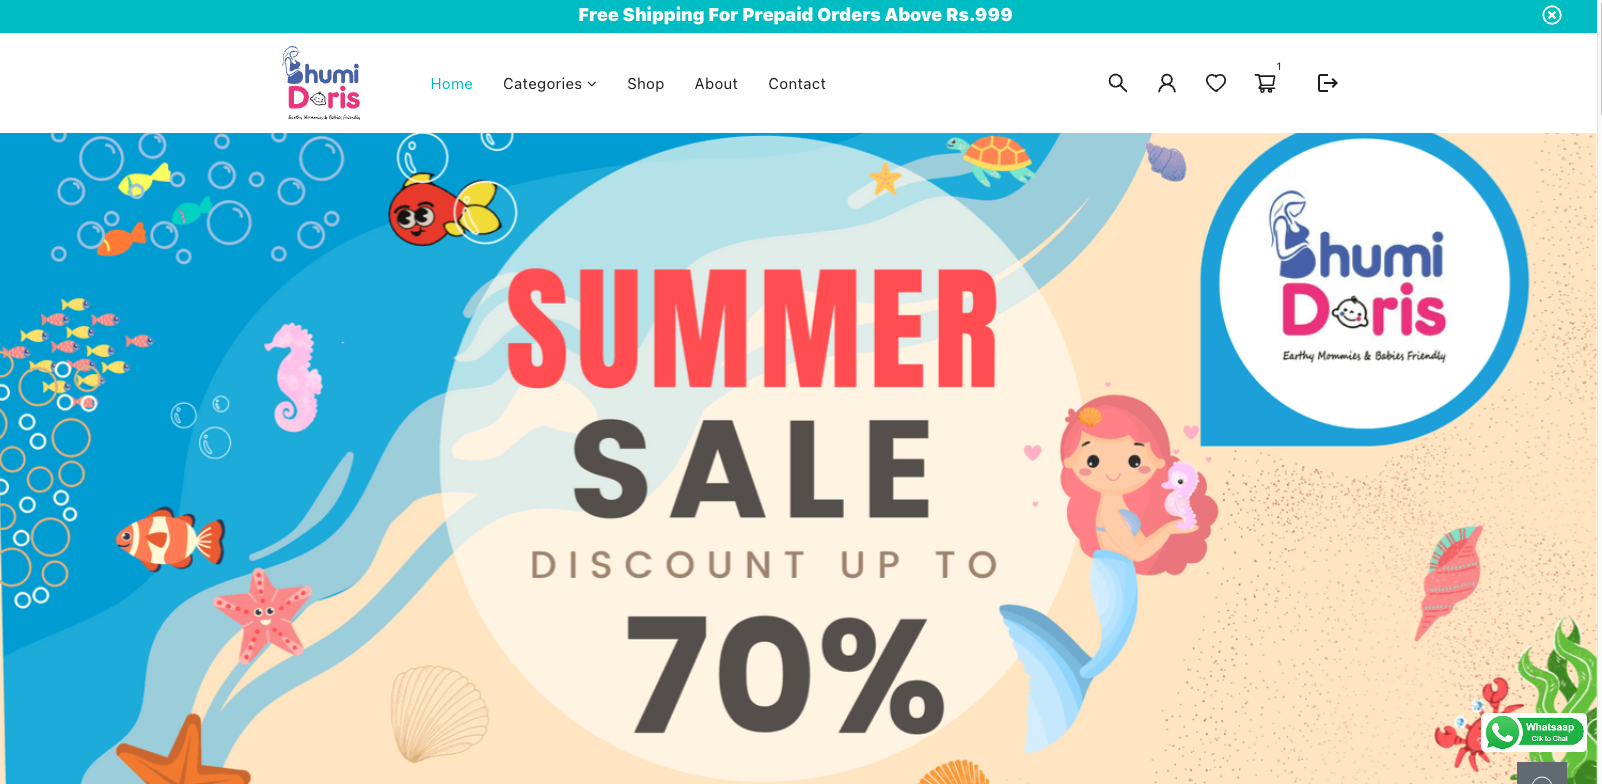 Free Shipping For Prepaid Orders Above Rs.999
Bhumi
Doris
Earthy Mommies & Babies Friendly
Home Categories Shop About Contact
1
SUMMER
SALE
DISCOUNT UP TO
70%
Bhumi
Doris
Earthy Mommies & Babies Friendly
Whatsaap
Clik to Chat